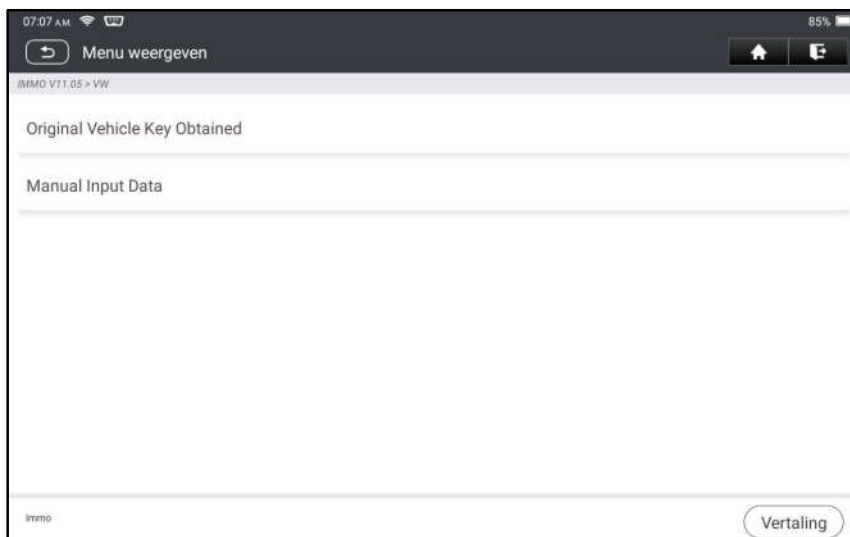 07:07 AM
85%
Menu weergeven
IMMO V11.05 > VW
Original Vehicle Key Obtained
Manual Input Data
Immo
Vertaling